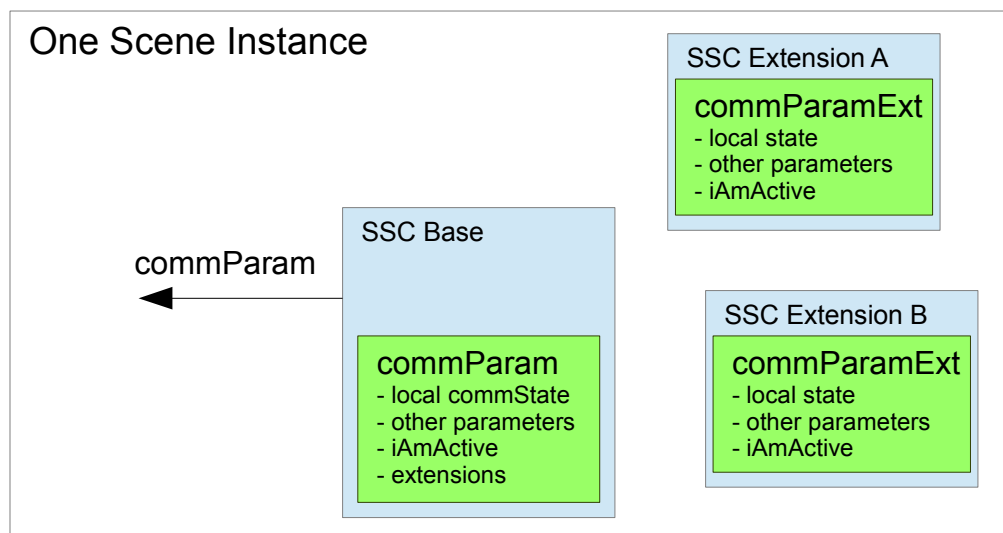 One Scene Instance
SSC Extension A
commParamExt
- local state
- other parameters
- iAmActive
SSC Base
commParam
commParam
- local commState
- other parameters
- iAmActive
- extensions
SSC Extension B
commParamExt
- local state
- other parameters
- iAmActive